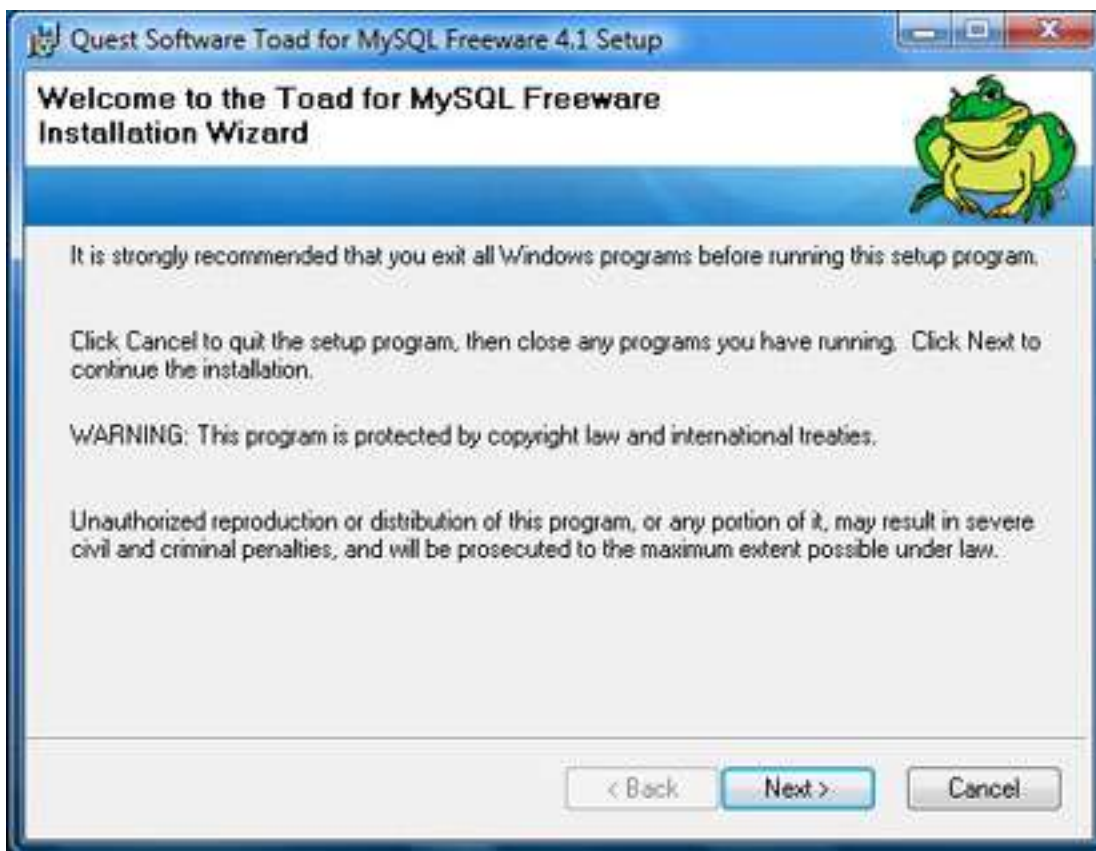 Quest Software Toad for MySQL Freeware 4.1 Setup
Welcome to the Toad for MySQL Freeware
Installation Wizard
It is strongly recommended that you exit all Windows programs before running this setup program.
Click Cancel to quit the setup program, then close any programs you have running.  Click Next to
continue the installation.
WARNING: This program is protected by copyright law and international treaties.
Unauthorized reproduction or distribution of this program, or any portion of it, may result in severe
civil and criminal penalties, and will be prosecuted to the maximum extent possible under law.
< Back Next > Cancel